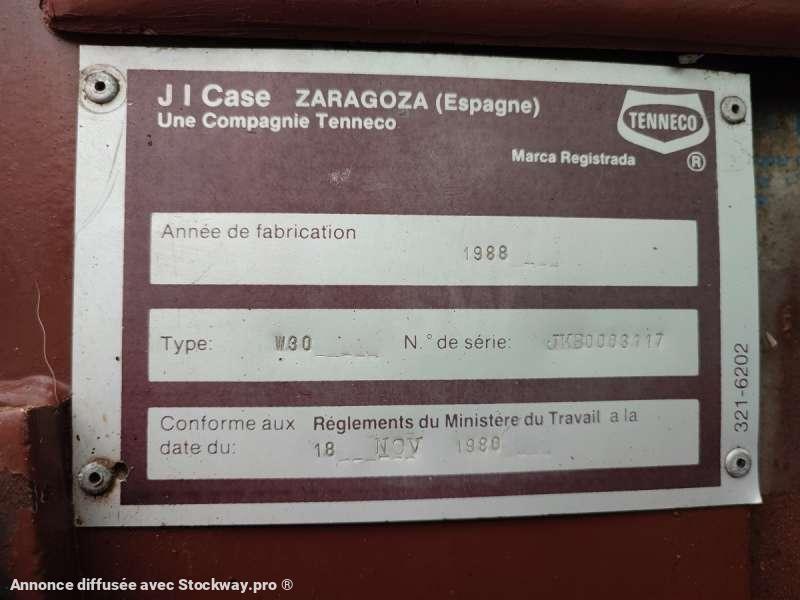 J I Case ZARAGOZA (Espagne)
Une Compagnie Tenneco
TENNECO
Marca Registrada ®
Année de fabrication
1988
Type: W30 N.° de série:
Conforme aux Réglements du Ministère du Travail a la
date du: 18 NOV 1980
321-6202
Annonce diffusée avec Stockway.pro ®